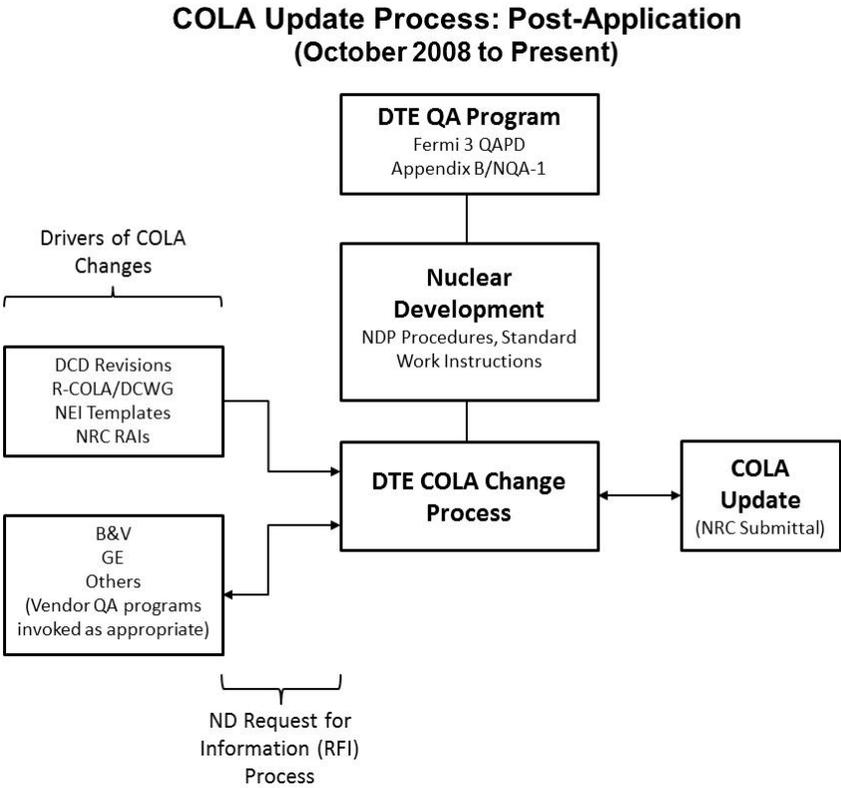 COLA Update Process: Post-Application
(October 2008 to Present)
DTE QA Program
Fermi 3 QAPD
Appendix B/NQA-1
Drivers of COLA
Changes
Nuclear
Development
NDP Procedures, Standard
Work Instructions
DCD Revisions
R-COLA/DCWG
NEI Templates
NRC RAIs
DTE COLA Change
Process
COLA
Update
(NRC Submittal)
B&V
GE
Others
(Vendor QA programs
invoked as appropriate)
ND Request for
Information (RFI)
Process